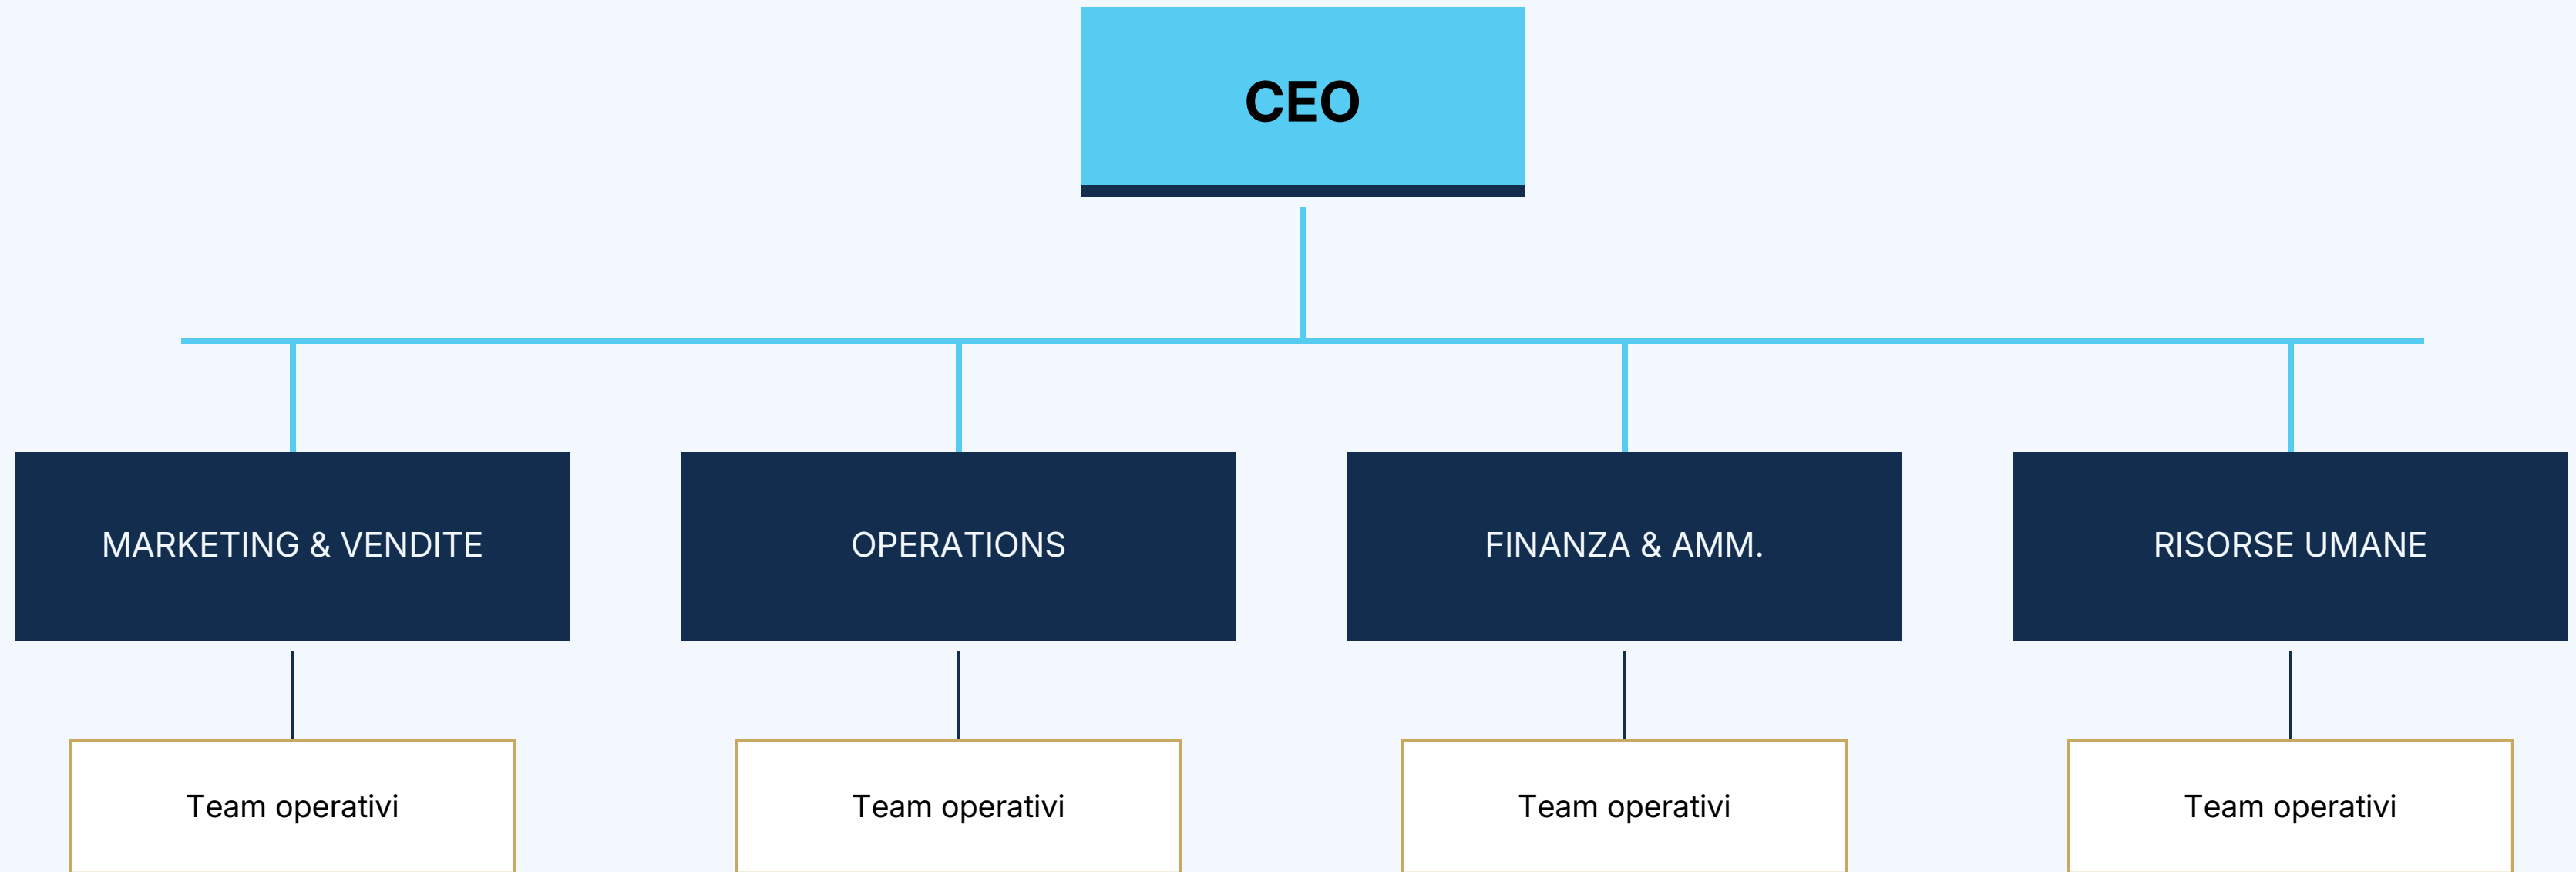 CEO
MARKETING & VENDITE
OPERATIONS
FINANZA & AMM.
RISORSE UMANE
Team operativi
Team operativi
Team operativi
Team operativi